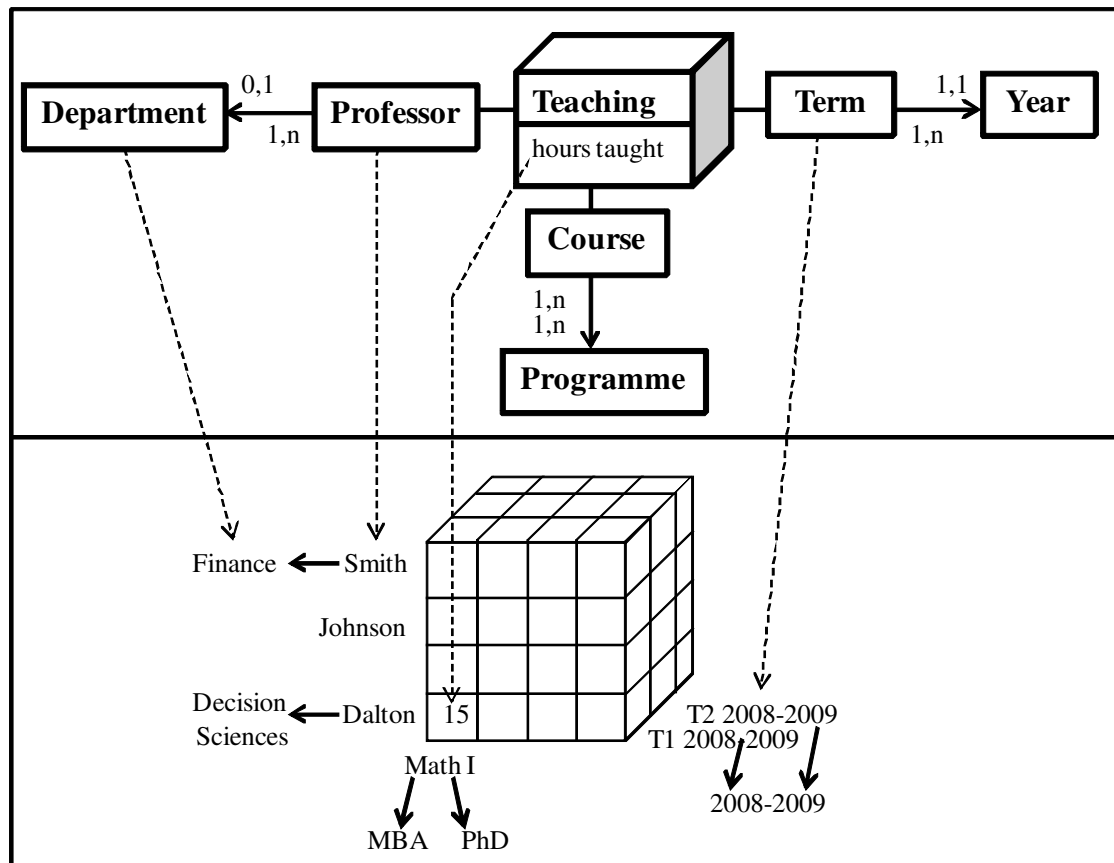 0,1
1,1
Department
Professor
Teaching
Term
Year
1,n
hours taught
1,n
Course
1,n
1,n
Programme
Finance
Smith
Johnson
Decision
Sciences
Dalton
15
T2 2008-2009
T1 2008-2009
Math I
2008-2009
MBA
PhD